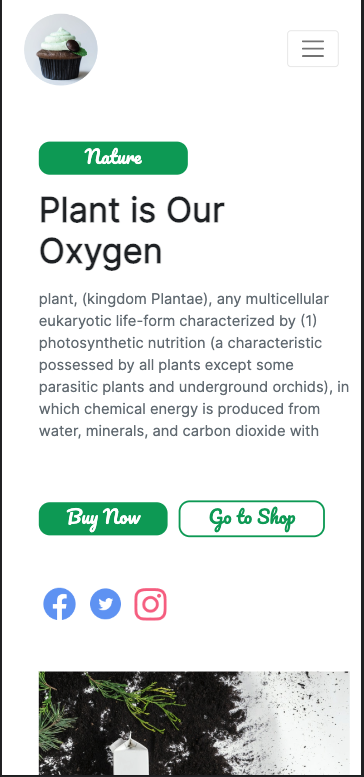 Nature
Plant is Our
Oxygen
plant, (kingdom Plantae), any multicellular
eukaryotic life-form characterized by (1)
photosynthetic nutrition (a characteristic
possessed by all plants except some
parasitic plants and underground orchids), in
which chemical energy is produced from
water, minerals, and carbon dioxide with
Buy Now
Go to Shop